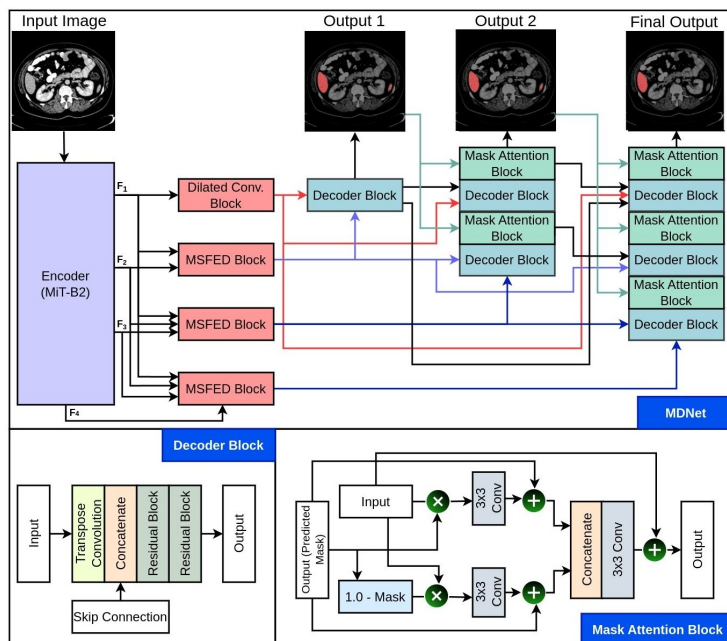 Input Image
Output 1
Output 2
Final Output
Encoder
(MiT-B2)
F₁
F₂
F₃
F₄
Dilated Conv.
Block
MSFED Block
MSFED Block
MSFED Block
Decoder Block
Mask Attention
Block
Decoder Block
Mask Attention
Block
Decoder Block
Mask Attention
Block
Decoder Block
Mask Attention
Block
Decoder Block
Mask Attention
Block
Decoder Block
MDNet
Decoder Block
Input
Transpose
Convolution
Concatenate
Residual Block
Residual Block
Output
Skip Connection
Output (Predicted
Mask)
Input
1.0 - Mask
×
×
3x3
Conv
3x3
Conv
+
+
Concatenate
3x3 Conv
+
Output
Mask Attention Block